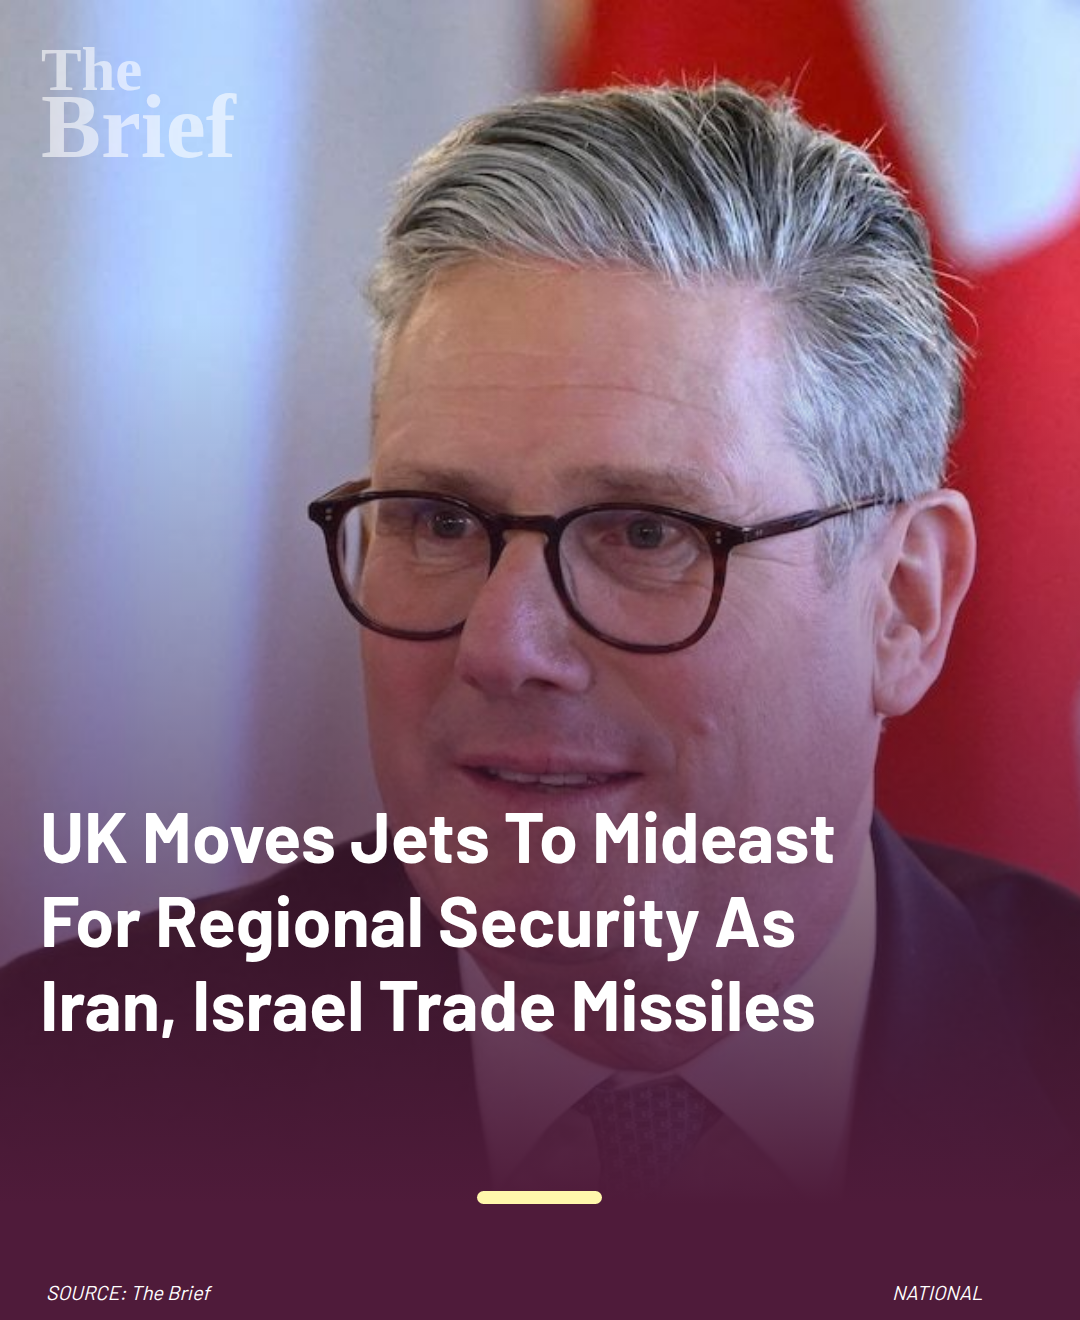 The
Brief
UK Moves Jets To Mideast
For Regional Security As
Iran, Israel Trade Missiles
SOURCE: The Brief
NATIONAL